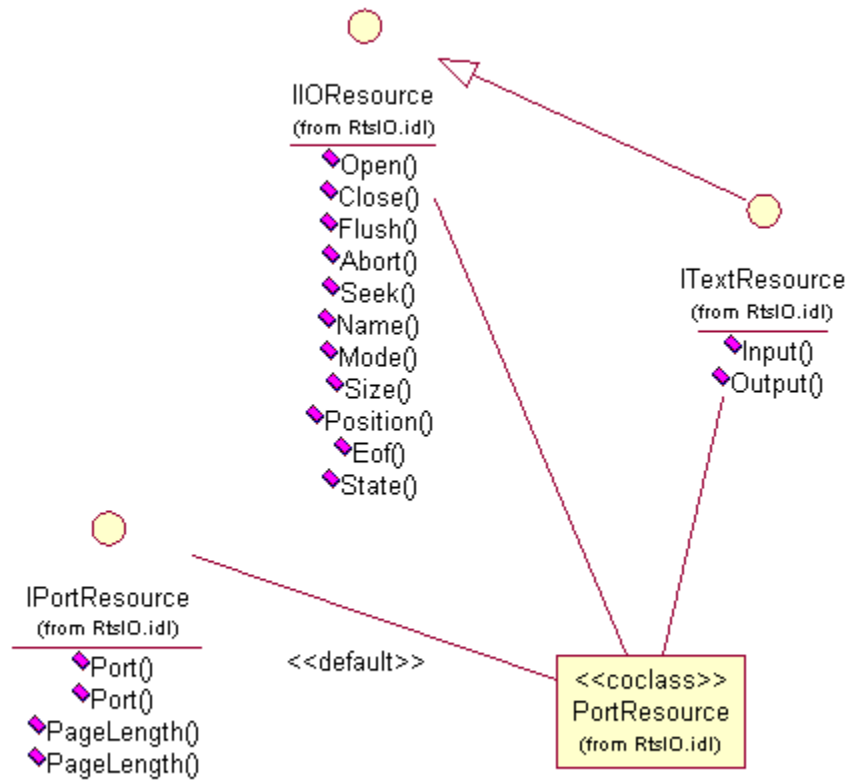 IIOResource
(from RtsIO.idl)
Open()
Close()
Flush()
Abort()
Seek()
Name()
Mode()
Size()
Position()
Eof()
State()
ITextResource
(from RtsIO.idl)
Input()
Output()
IPortResource
(from RtsIO.idl)
Port()
Port()
PageLength()
PageLength()
<<default>>
<<coclass>>
PortResource
(from RtsIO.idl)